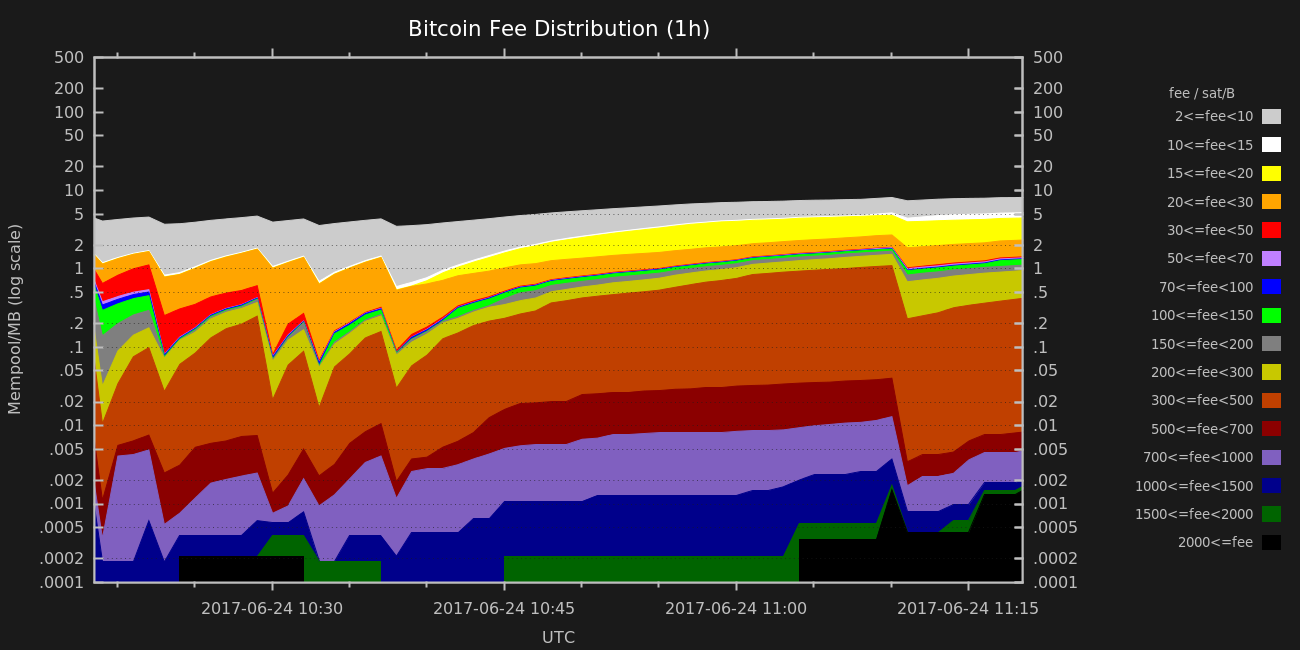 Bitcoin Fee Distribution (1h)
500 500
200 200
100 100
50 50
20 20
10 10
5 5
2 2
1 1
.5 .5
.2 .2
.1 .1
.05 .05
.02 .02
.01 .01
.005 .005
.002 .002
.001 .001
.0005 .0005
.0002 .0002
.0001 .0001
Mempool/MB (log scale)
2017-06-24 10:30 2017-06-24 10:45 2017-06-24 11:00 2017-06-24 11:15
UTC
fee / sat/B
2<=fee<10
10<=fee<15
15<=fee<20
20<=fee<30
30<=fee<50
50<=fee<70
70<=fee<100
100<=fee<150
150<=fee<200
200<=fee<300
300<=fee<500
500<=fee<700
700<=fee<1000
1000<=fee<1500
1500<=fee<2000
2000<=fee